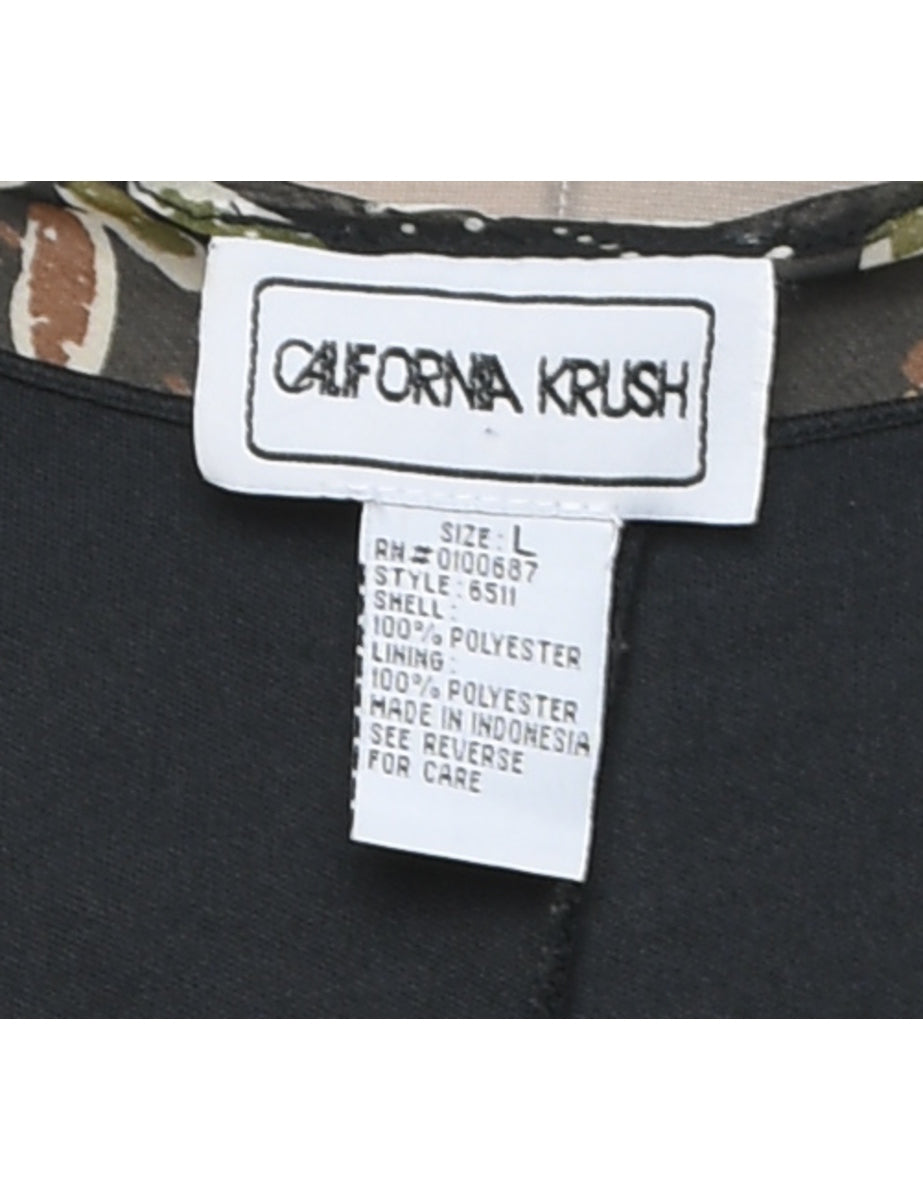 CALIFORNIA KRUSH
SIZE: L
RN#0100687
STYLE: 6511
SHELL:
100% POLYESTER
LINING:
100% POLYESTER
MADE IN INDONESIA
SEE REVERSE
FOR CARE